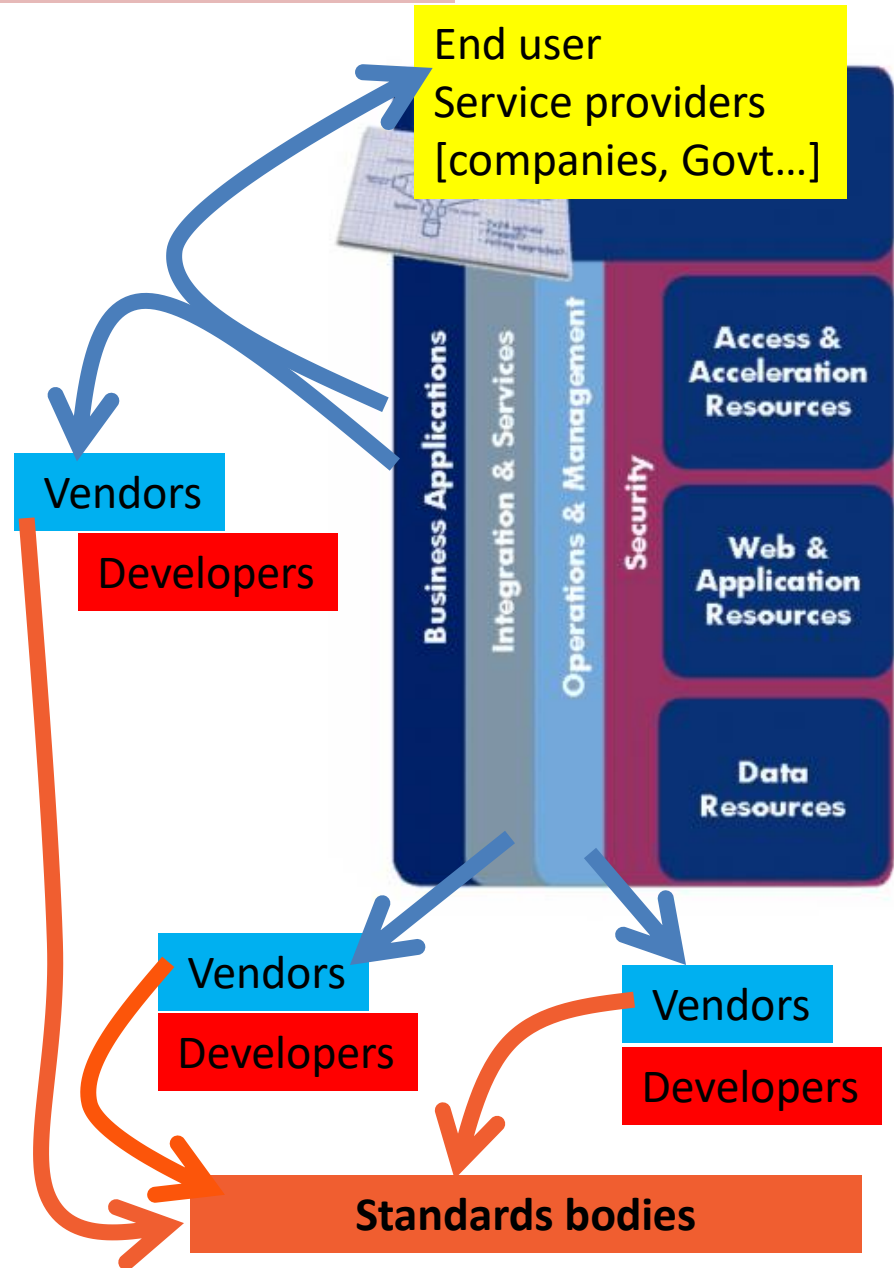 End user
Service providers
[companies, Govt…]
Business Applications
Integration & Services
Operations & Management
Security
Access &
Acceleration
Resources
Web &
Application
Resources
Data
Resources
Vendors
Developers
Vendors
Developers
Vendors
Developers
Standards bodies